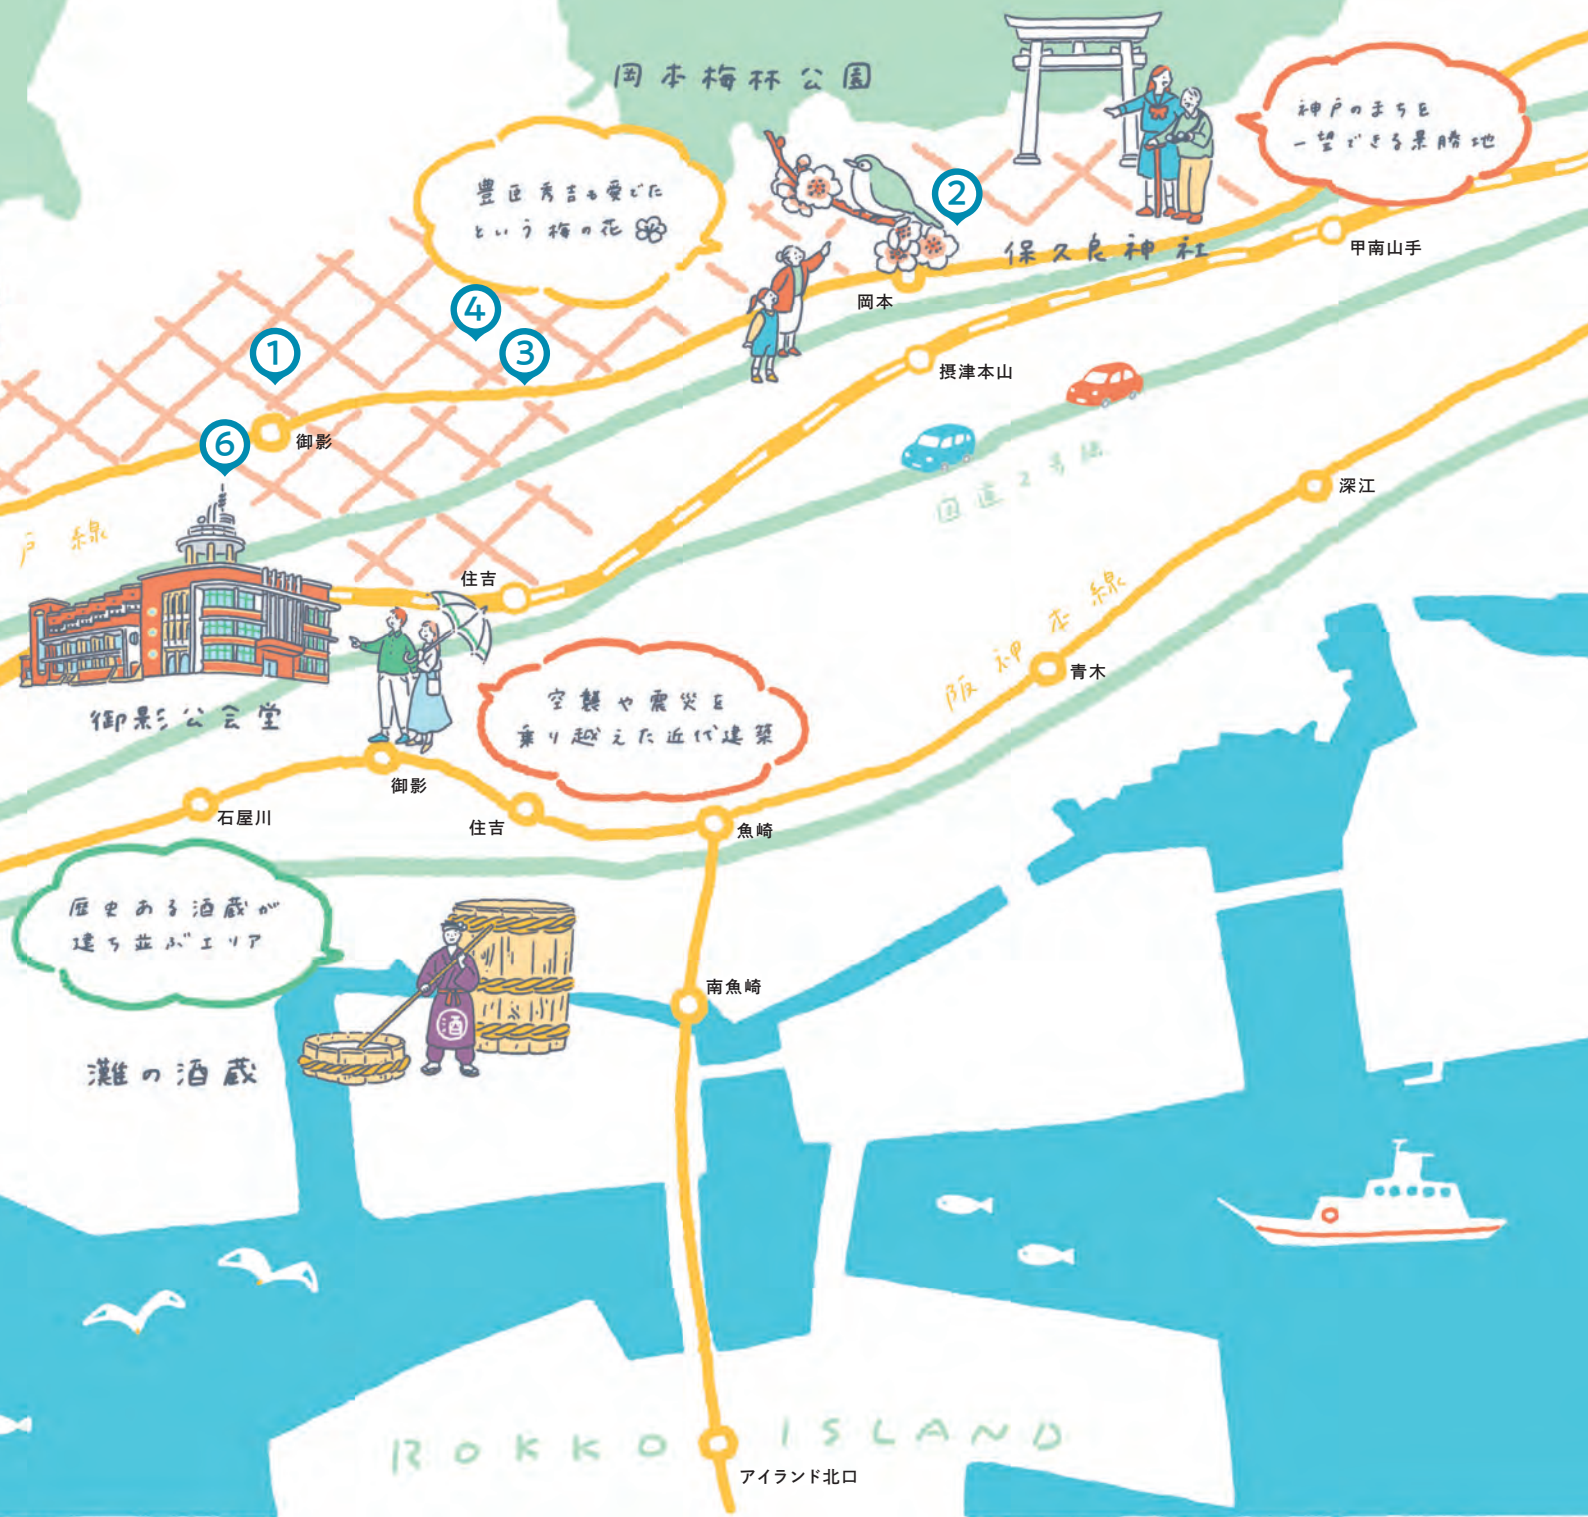 岡本梅林公園
神戸のまちを
一望できる景勝地
豊臣秀吉も愛でた
という梅の花
2
保久良神社
甲南山手
岡本
4
3
1
摂津本山
6
御影
国道2号線
深江
戸線
住吉
阪神本線
青木
空襲や震災を
乗り越えた近代建築
御影公会堂
御影
石屋川
住吉
魚崎
歴史ある酒蔵が
建ち並ぶエリア
南魚崎
酒
灘の酒蔵
ROKKO ISLAND
アイランド北口